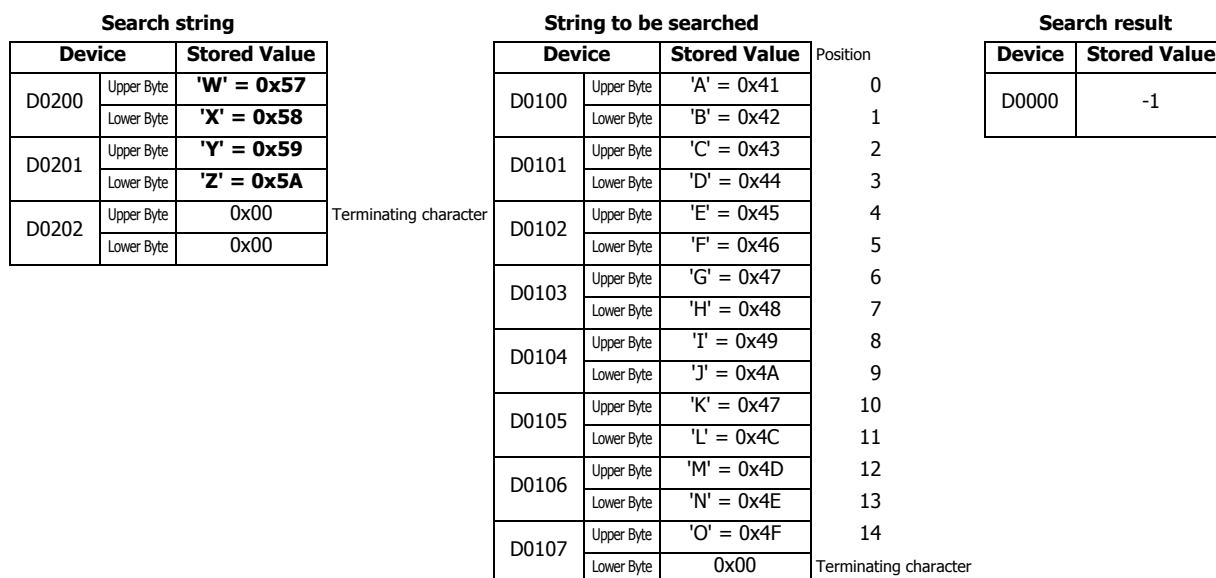 Search string
Device Stored Value
D0200 Upper Byte 'W' = 0x57
Lower Byte 'X' = 0x58
D0201 Upper Byte 'Y' = 0x59
Lower Byte 'Z' = 0x5A
D0202 Upper Byte 0x00 Terminating character
Lower Byte 0x00
String to be searched
Device Stored Value Position
D0100 Upper Byte 'A' = 0x41 0
Lower Byte 'B' = 0x42 1
D0101 Upper Byte 'C' = 0x43 2
Lower Byte 'D' = 0x44 3
D0102 Upper Byte 'E' = 0x45 4
Lower Byte 'F' = 0x46 5
D0103 Upper Byte 'G' = 0x47 6
Lower Byte 'H' = 0x48 7
D0104 Upper Byte 'I' = 0x49 8
Lower Byte 'J' = 0x4A 9
D0105 Upper Byte 'K' = 0x47 10
Lower Byte 'L' = 0x4C 11
D0106 Upper Byte 'M' = 0x4D 12
Lower Byte 'N' = 0x4E 13
D0107 Upper Byte 'O' = 0x4F 14
Lower Byte 0x00 Terminating character
Search result
Device Stored Value
D0000 -1